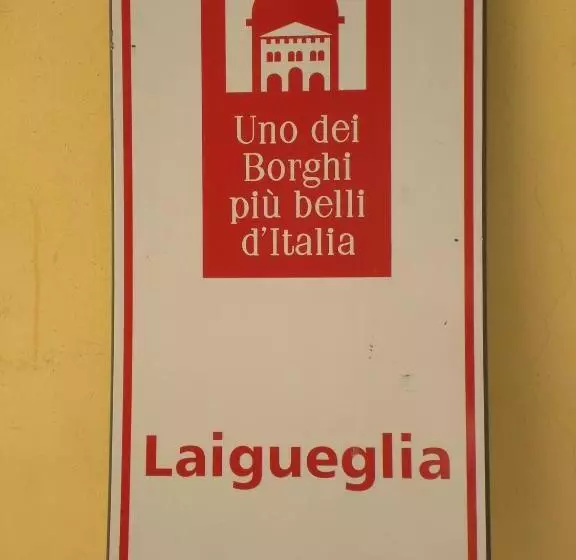 Uno dei
Borghi
più belli
d'Italia
Laigueglia